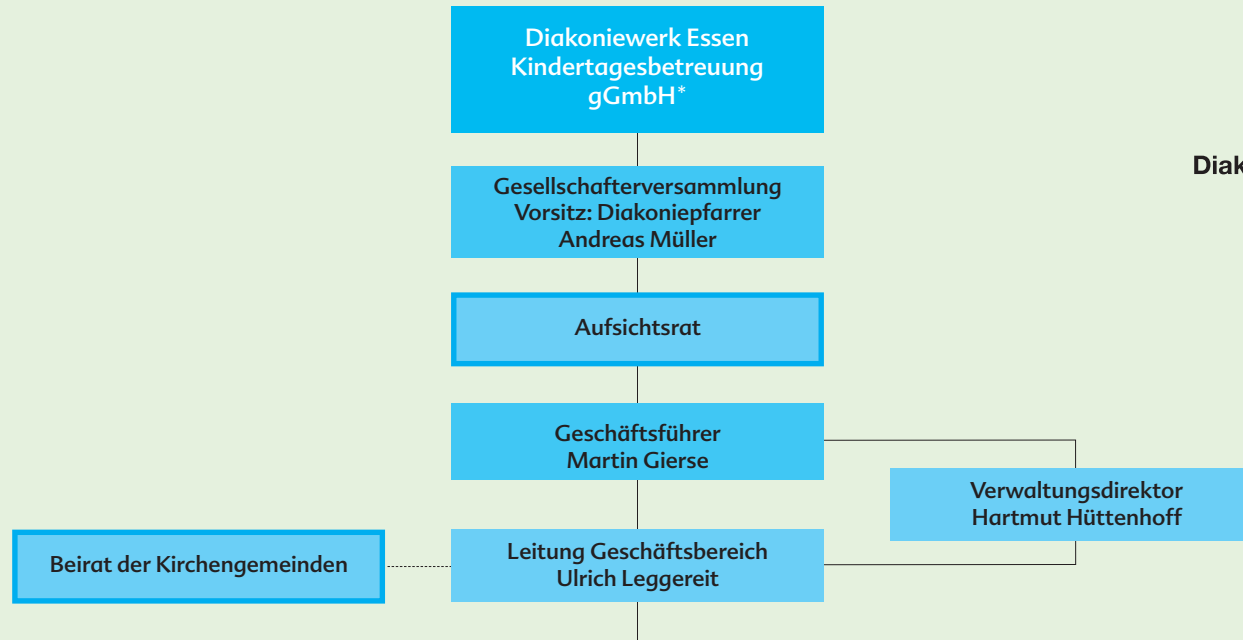 Diakoniewerk Essen
Kindertagesbetreuung
gGmbH*
Diak
Gesellschafterversammlung
Vorsitz: Diakoniepfarrer
Andreas Müller
Aufsichtsrat
Geschäftsführer
Martin Gierse
Verwaltungsdirektor
Hartmut Hüttenhoff
Beirat der Kirchengemeinden
Leitung Geschäftsbereich
Ulrich Leggereit